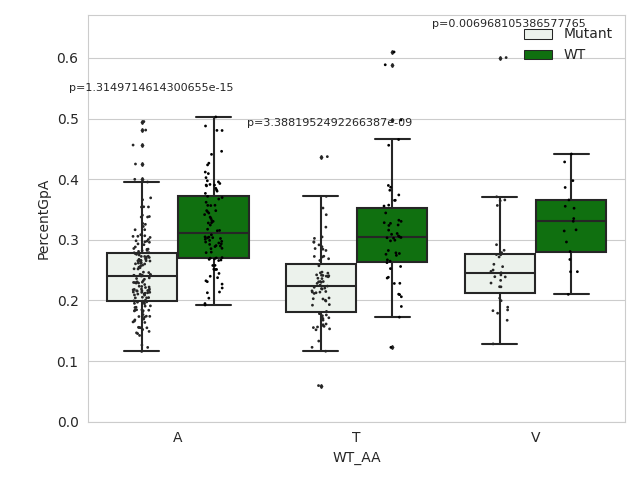 p=0.006968105386577765
Mutant
WT
0.6
p=1.3149714614300655e-15
0.5
p=3.3881952492266387e-09
0.4
PercentGpA
0.3
0.2
0.1
0.0
A T V
WT_AA